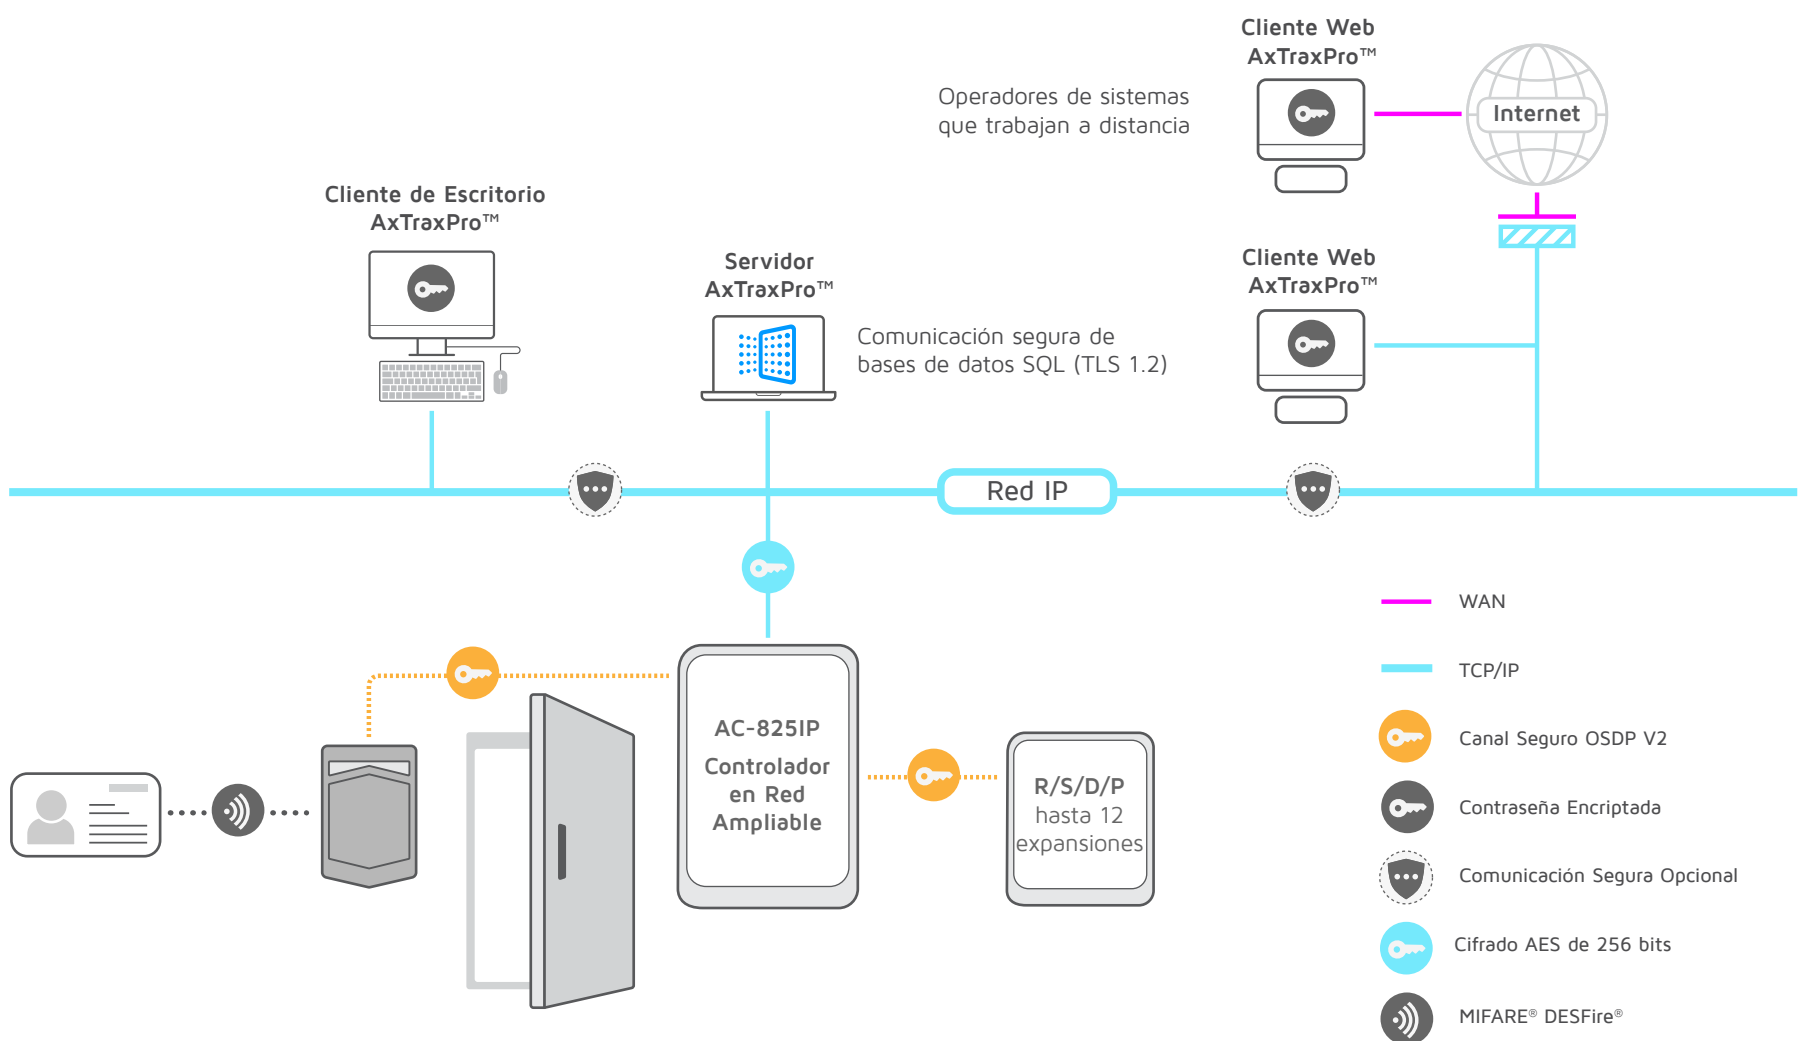 Cliente Web
AxTraxPro™
Operadores de sistemas
que trabajan a distancia
Internet
Cliente de Escritorio
AxTraxPro™
Servidor
AxTraxPro™
Comunicación segura de
bases de datos SQL (TLS 1.2)
Cliente Web
AxTraxPro™
Red IP
AC-825IP
Controlador
en Red
Ampliable
R/S/D/P
hasta 12
expansiones
WAN
TCP/IP
Canal Seguro OSDP V2
Contraseña Encriptada
Comunicación Segura Opcional
Cifrado AES de 256 bits
MIFARE® DESFire®